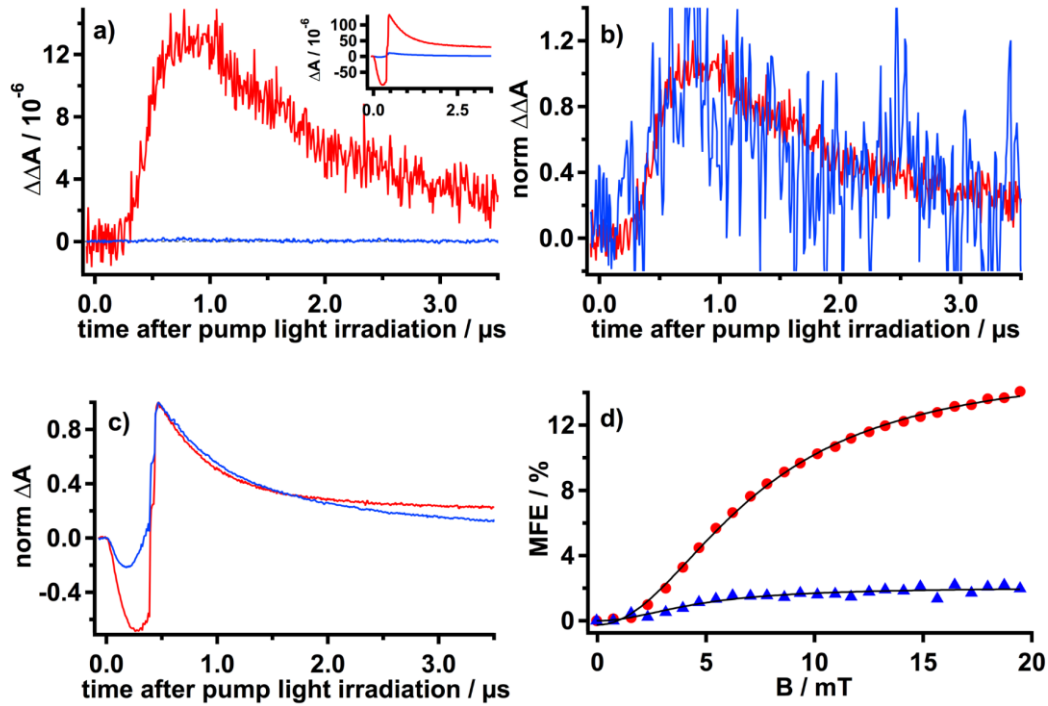 a)
ΔΔA / 10⁻⁶
12
8
4
0
0.0 1.0 2.0 3.0
time after pump light irradiation / µs
ΔA / 10⁻⁶
100
50
0
-50
0.0 2.5
b)
norm ΔΔA
1.2
0.8
0.4
0.0
0.0 1.0 2.0 3.0
time after pump light irradiation / µs
c)
norm ΔA
0.8
0.4
0.0
-0.4
0.0 1.0 2.0 3.0
time after pump light irradiation / µs
d)
MFE / %
12
8
4
0
0 5 10 15 20
B / mT